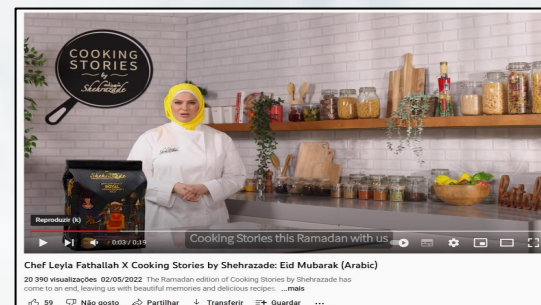 COOKING
STORIES
by
Shehrazade
Shehrazade
ROYAL
Reproduzir (k)
0:03 / 0:19
Cooking Stories this Ramadan with us
Chef Leyla Fathallah X Cooking Stories by Shehrazade: Eid Mubarak (Arabic)
20 390 visualizações 02/05/2022 The Ramadan edition of Cooking Stories by Shehrazade has
come to an end, leaving us with beautiful memories and delicious recipes. ...mais
59 Não gosto Partilhar Transferir Guardar ...